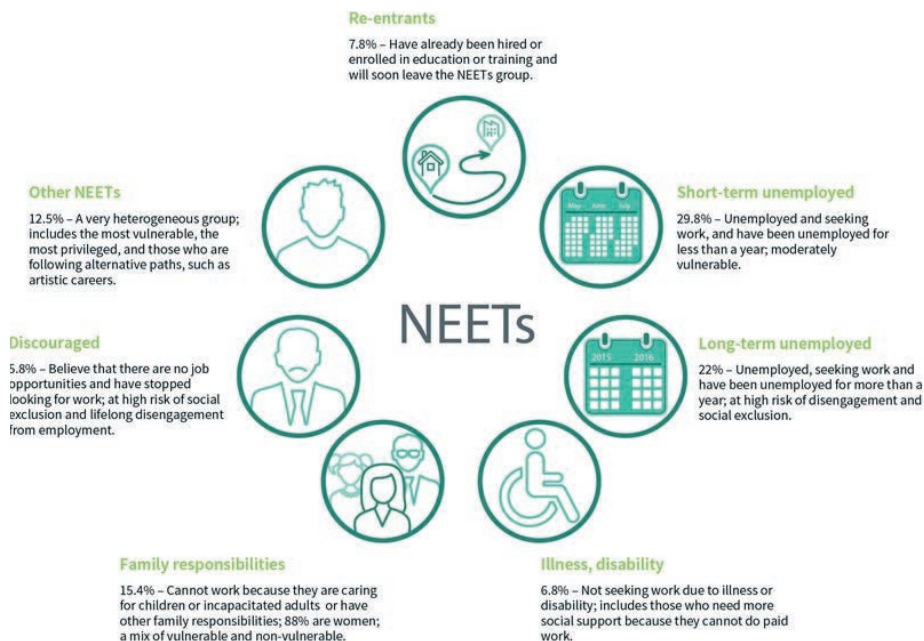 Re-entrants
7.8% – Have already been hired or
enrolled in education or training and
will soon leave the NEETs group.
Other NEETs
12.5% – A very heterogeneous group;
includes the most vulnerable, the
most privileged, and those who are
following alternative paths, such as
artistic careers.
May June July
Short-term unemployed
29.8% – Unemployed and seeking
work, and have been unemployed for
less than a year; moderately
vulnerable.
NEETs
Discouraged
5.8% – Believe that there are no job
opportunities and have stopped
looking for work; at high risk of social
exclusion and lifelong disengagement
from employment.
2015 2016
Long-term unemployed
22% – Unemployed, seeking work and
have been unemployed for more than a
year; at high risk of disengagement and
social exclusion.
Family responsibilities
15.4% – Cannot work because they are caring
for children or incapacitated adults or have
other family responsibilities; 88% are women;
a mix of vulnerable and non-vulnerable.
Illness, disability
6.8% – Not seeking work due to illness or
disability; includes those who need more
social support because they cannot do paid
work.